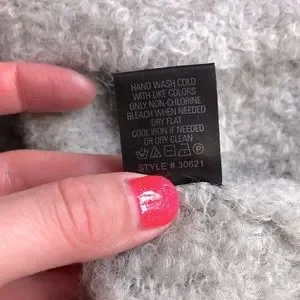 HAND WASH COLD
WITH LIKE COLORS
ONLY NON-CHLORINE
BLEACH WHEN NEEDED
DRY FLAT
COOL IRON IF NEEDED
OR DRY CLEAN
STYLE # 30621